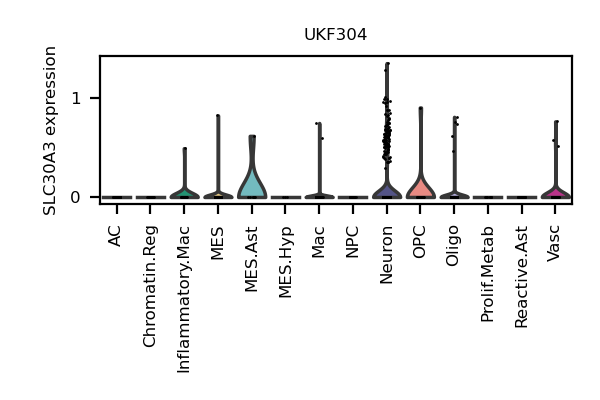 UKF304
SLC30A3 expression
1
0
AC
Chromatin.Reg
Inflammatory.Mac
MES
MES.Ast
MES.Hyp
Mac
NPC
Neuron
OPC
Oligo
Prolif.Metab
Reactive.Ast
Vasc